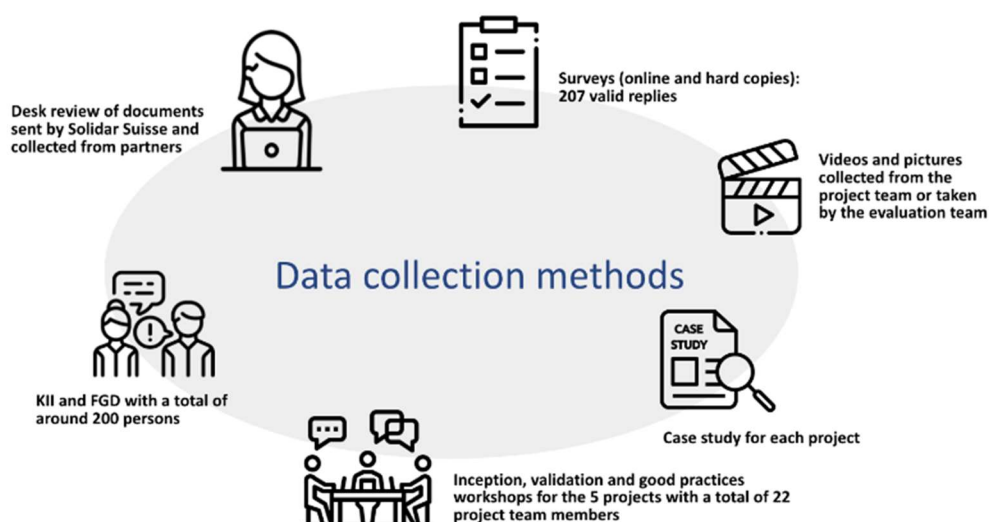 Desk review of documents
sent by Solidar Suisse and
collected from partners
Surveys (online and hard copies):
207 valid replies
Videos and pictures
collected from the
project team or taken
by the evaluation team
Data collection methods
CASE
STUDY
Case study for each project
KII and FGD with a total of
around 200 persons
Inception, validation and good practices
workshops for the 5 projects with a total of 22
project team members